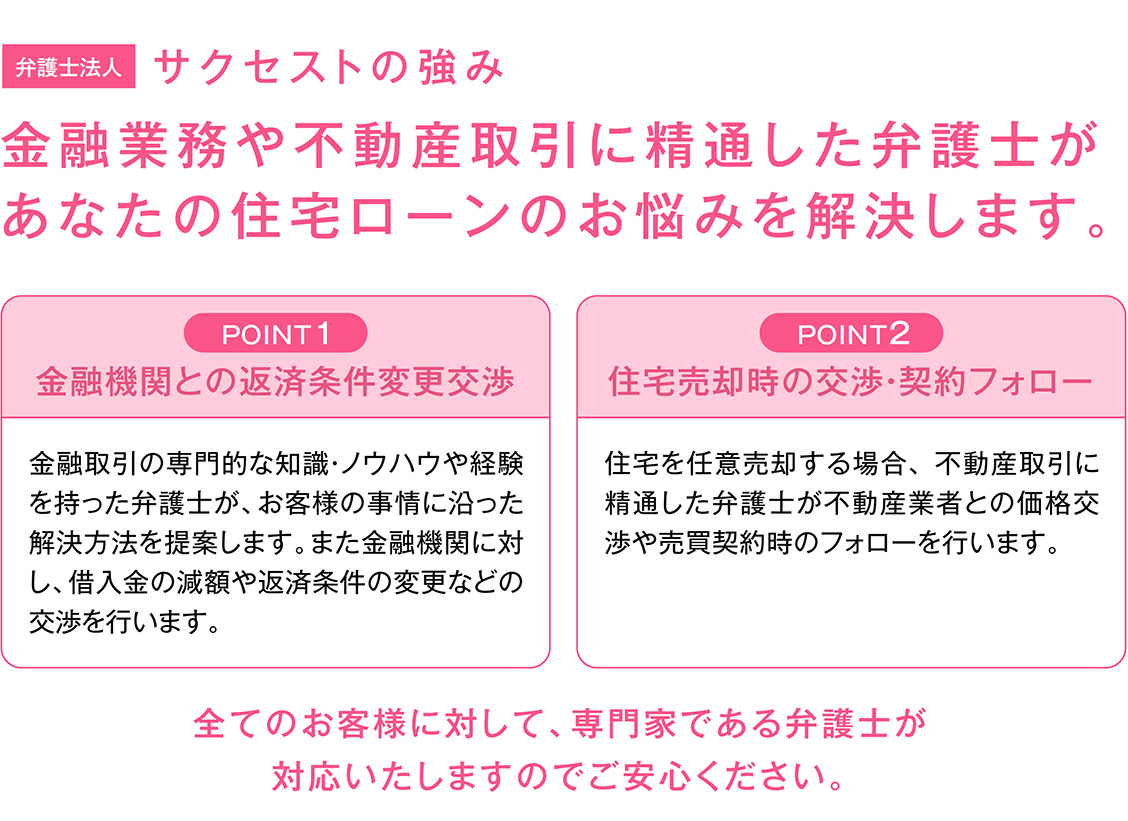 弁護士法人 サクセストの強み
金融業務や不動産取引に精通した弁護士が
あなたの住宅ローンのお悩みを解決します。
POINT1
金融機関との返済条件変更交渉
金融取引の専門的な知識・ノウハウや経験
を持った弁護士が、お客様の事情に沿った
解決方法を提案します。また金融機関に対
し、借入金の減額や返済条件の変更などの
交渉を行います。
POINT2
住宅売却時の交渉・契約フォロー
住宅を任意売却する場合、不動産取引に
精通した弁護士が不動産業者との価格交
渉や売買契約時のフォローを行います。
全てのお客様に対して、専門家である弁護士が
対応いたしますのでご安心ください。